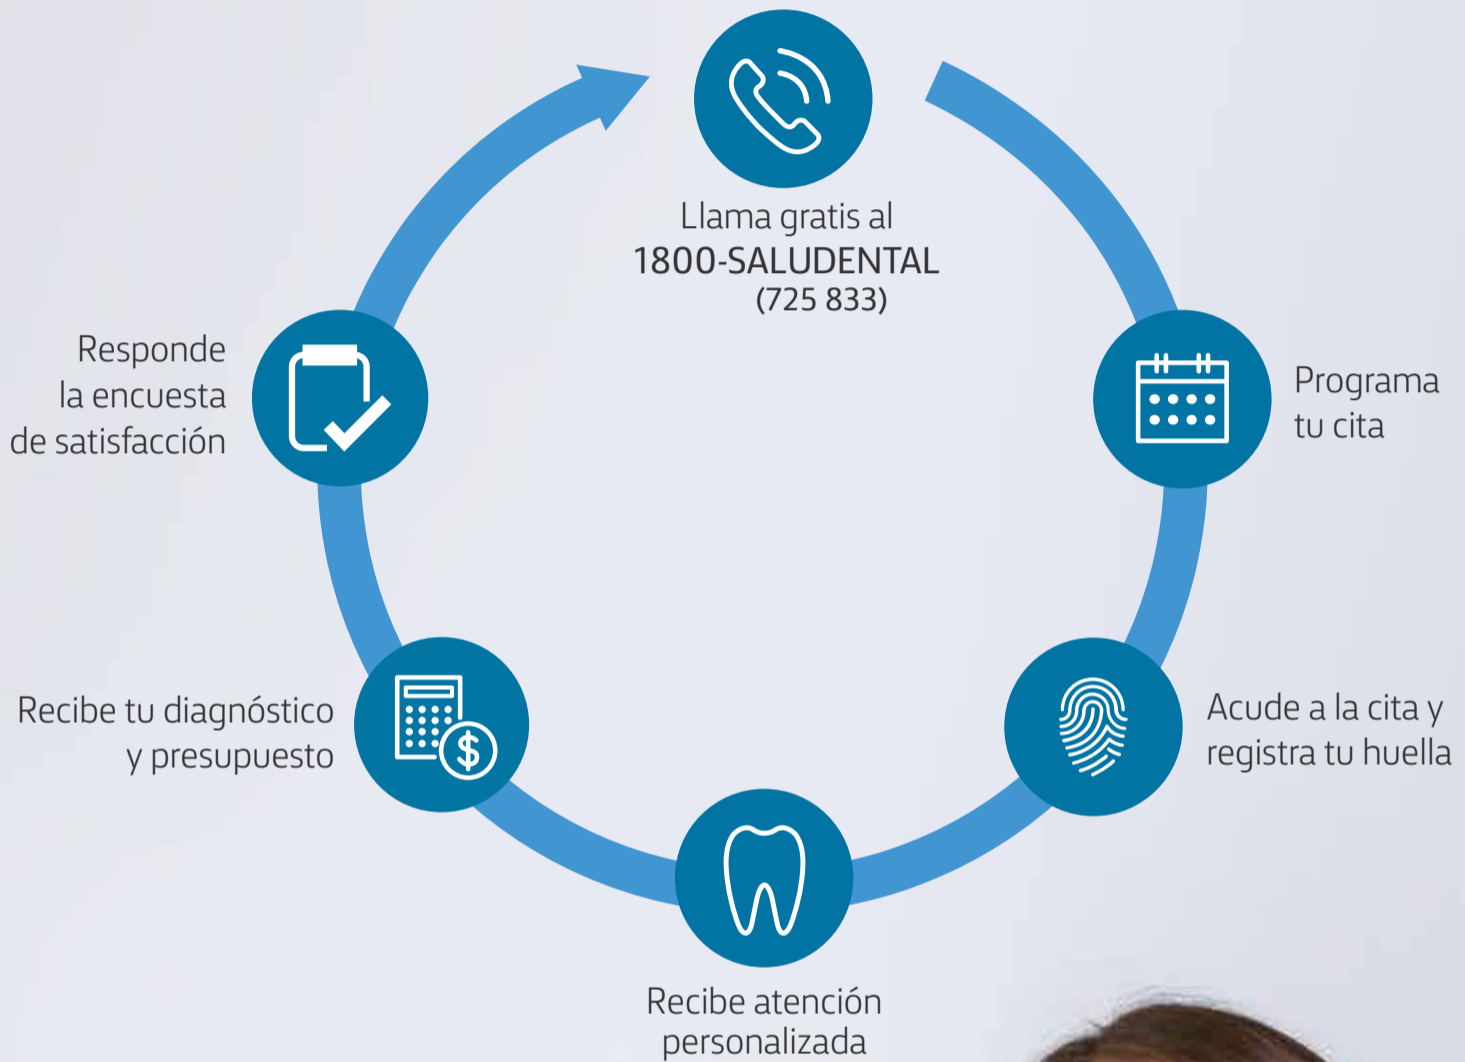 Llama gratis al
1800-SALUDENTAL
(725 833)
Programa
tu cita
Acude a la cita y
registra tu huella
Recibe atención
personalizada
Recibe tu diagnóstico
y presupuesto
Responde
la encuesta
de satisfacción